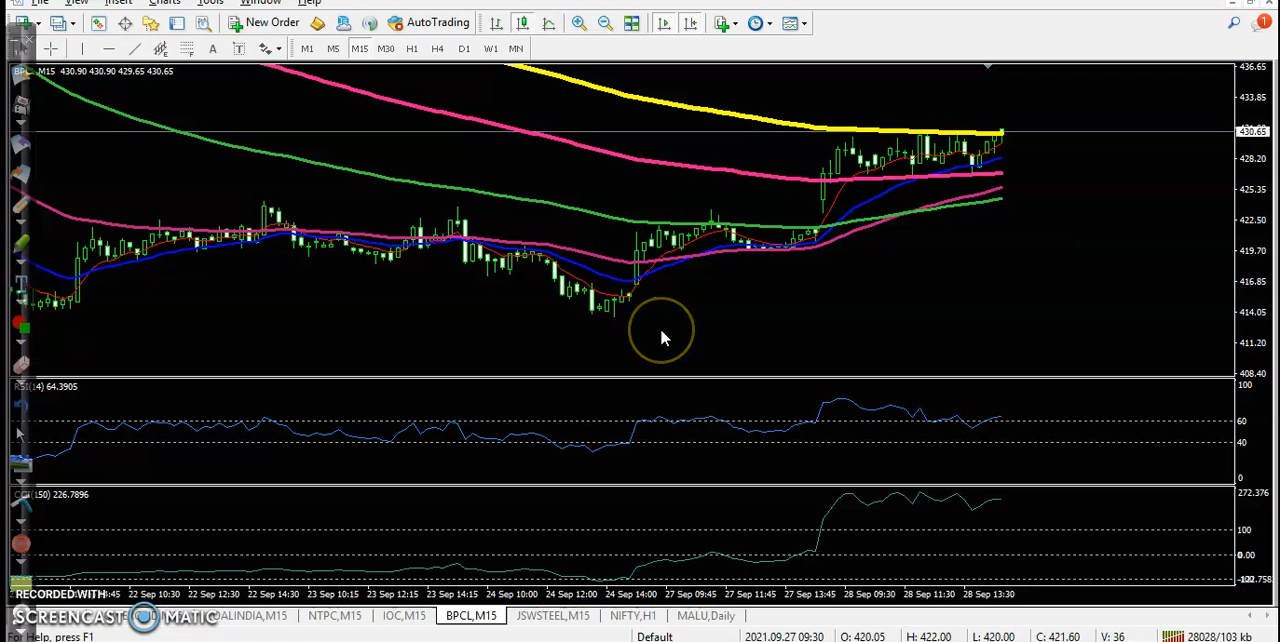 File View Insert Charts Tools Window Help
New Order AutoTrading
M1 M5 M15 M30 H1 H4 D1 W1 MN
BPCL, M15 430.90 430.90 429.65 430.65
436.65
433.85
430.65
428.20
425.35
422.50
419.70
416.85
414.05
411.20
408.40
RSI(14) 64.3905
100
60
40
0
CCI(150) 226.7896
272.376
100
0.00
22 Sep 10:30 22 Sep 12:30 22 Sep 14:30 23 Sep 10:15 23 Sep 12:15 23 Sep 14:15 24 Sep 10:00 24 Sep 12:00 24 Sep 14:00 27 Sep 09:45 27 Sep 11:45 27 Sep 13:45 28 Sep 09:30 28 Sep 11:30 28 Sep 13:30
RECORDED WITH
SCREENCAST MATIC
COALINDIA,M15 NTPC,M15 IOC,M15 BPCL,M15 JSWSTEEL,M15 NIFTY,H1 MALU,Daily
For Help, press F1 Default 2021.09.27 09:30 O: 420.05 H: 422.00 L: 420.00 C: 421.60 V: 36 28028/103 kb